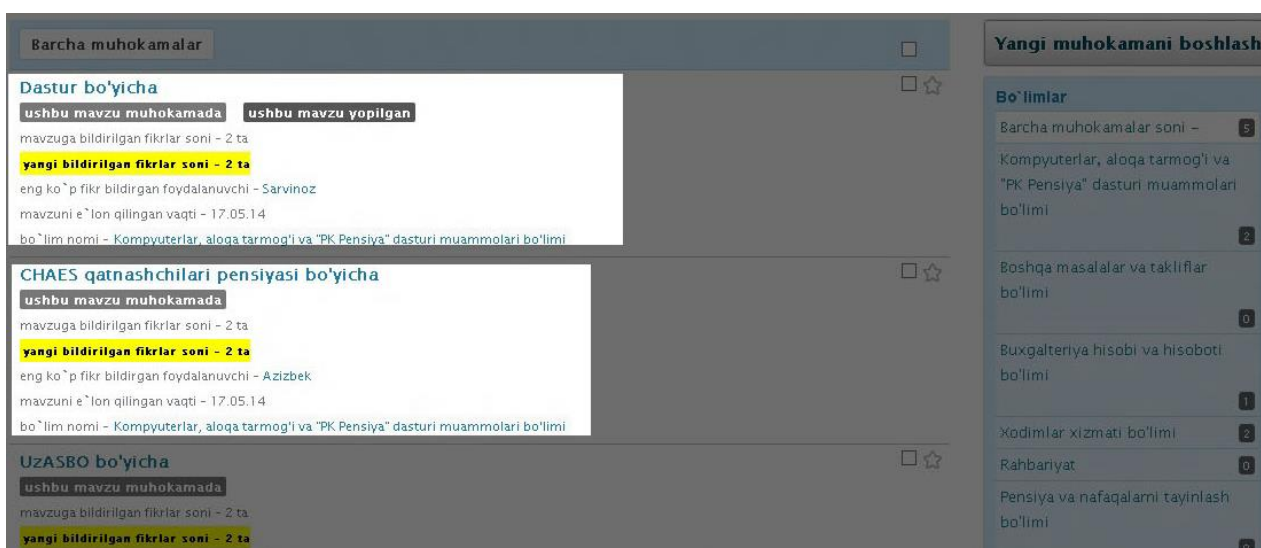 Barcha muhokamalar
Dastur bo'yicha
ushbu mavzu muhokamada ushbu mavzu yopilgan
mavzuga bildirilgan fikrlar soni – 2 ta
yangi bildirilgan fikrlar soni – 2 ta
eng ko`p fikr bildirgan foydalanuvchi – Sarvinoz
mavzuni e`lon qilingan vaqti – 17.05.14
bo`lim nomi – Kompyuterlar, aloqa tarmog'i va "PK Pensiya" dasturi muammolari bo'limi
CHAES qatnashchilari pensiyasi bo'yicha
ushbu mavzu muhokamada
mavzuga bildirilgan fikrlar soni – 2 ta
yangi bildirilgan fikrlar soni – 2 ta
eng ko`p fikr bildirgan foydalanuvchi – Azizbek
mavzuni e`lon qilingan vaqti – 17.05.14
bo`lim nomi – Kompyuterlar, aloqa tarmog'i va "PK Pensiya" dasturi muammolari bo'limi
UzASBO bo'yicha
ushbu mavzu muhokamada
mavzuga bildirilgan fikrlar soni – 2 ta
yangi bildirilgan fikrlar soni – 2 ta
Yangi muhokamani boshlash
Bo`limlar
Barcha muhokamalar soni – 5
Kompyuterlar, aloqa tarmog'i va
"PK Pensiya" dasturi muammolari
bo'limi
2
Boshqa masalalar va takliflar
bo'limi
0
Buxgalteriya hisobi va hisoboti
bo'limi
1
Xodimlar xizmati bo'limi 2
Rahbariyat 0
Pensiya va nafaqalarni tayinlash
bo'limi